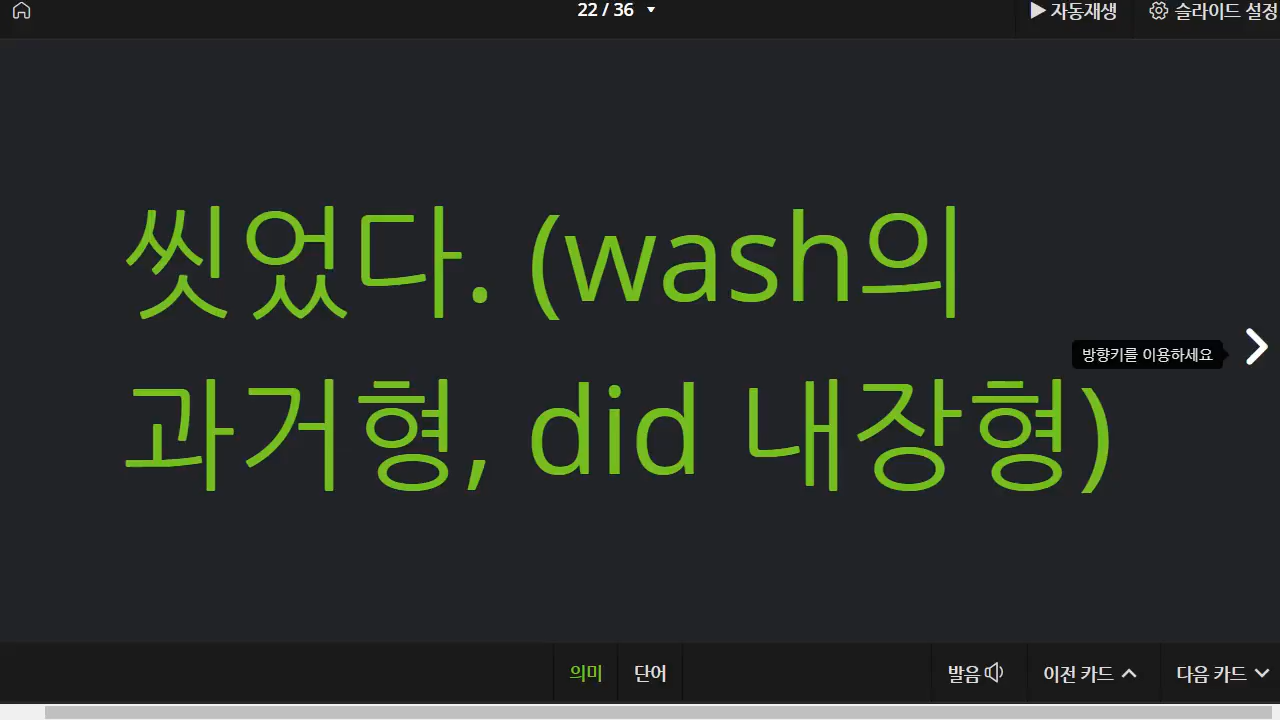 22 / 36
자동재생
슬라이드 설정
씻었다. (wash의
과거형, did 내장형)
방향키를 이용하세요
의미
단어
발음
이전 카드
다음 카드